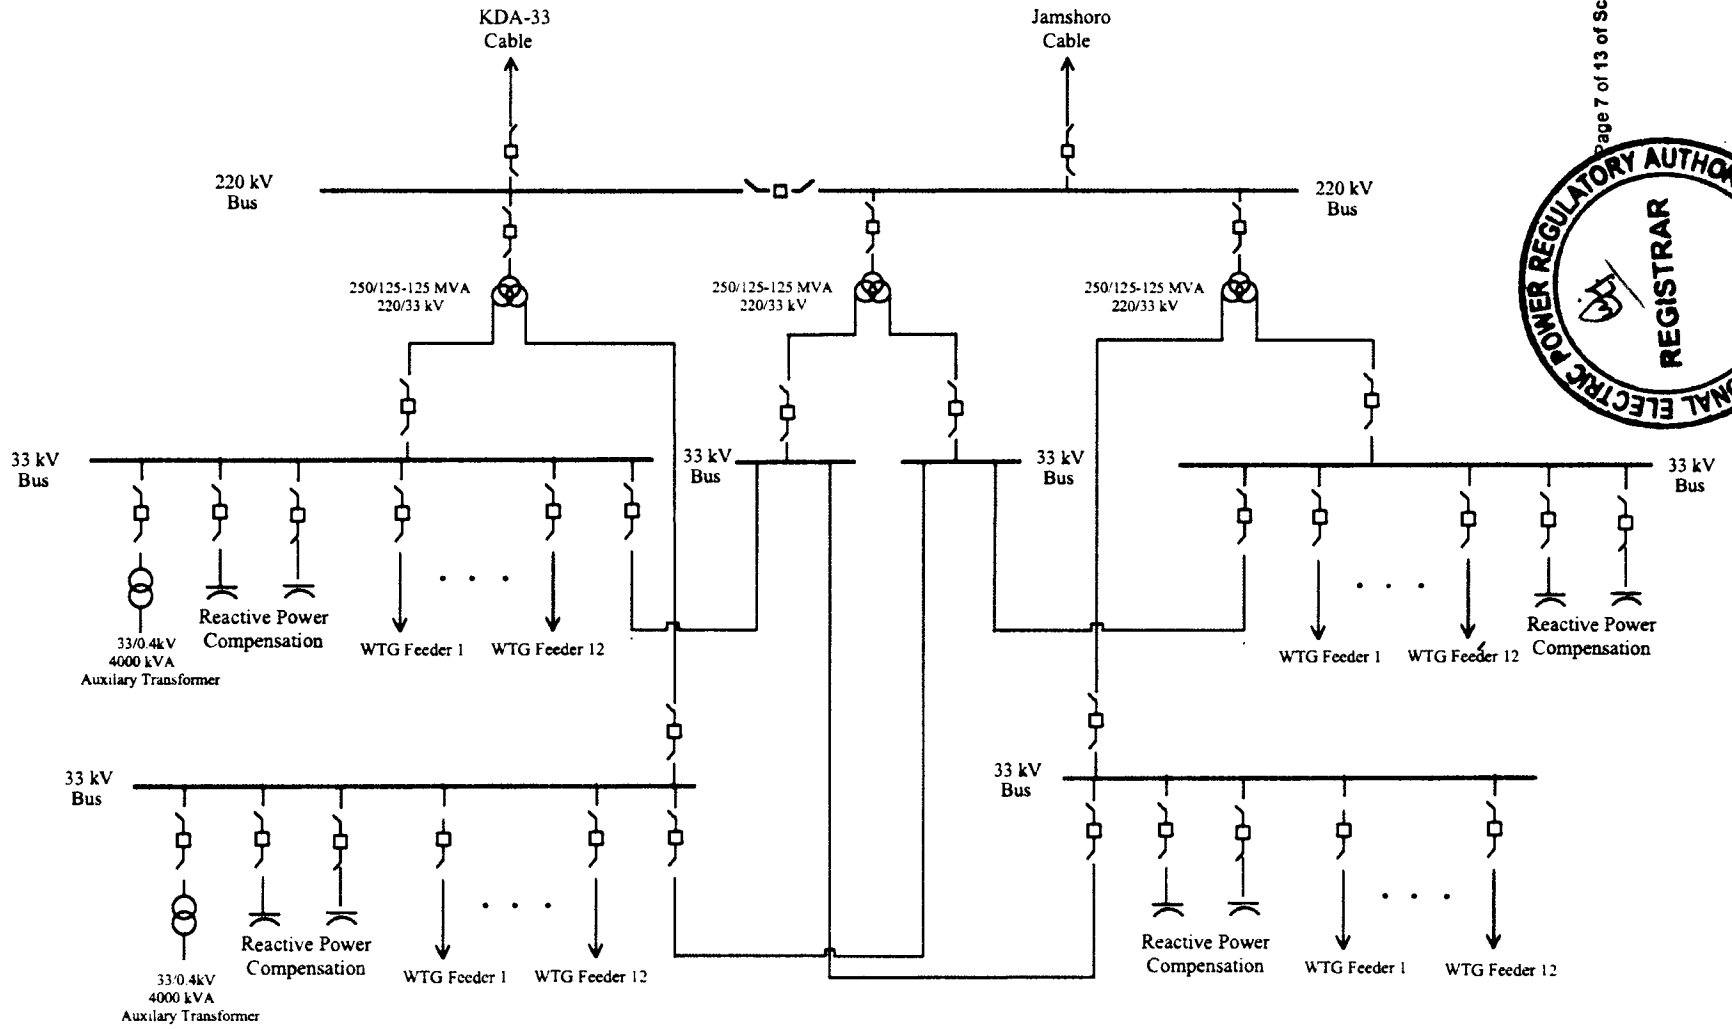 KDA-33
Cable
Jamshoro
Cable
Page 7 of 13 of Sc
220 kV
Bus
220 kV
Bus
REGULATORY
POWER
ELECTRIC
REGISTRAR
250/125-125 MVA
220/33 kV
250/125-125 MVA
220/33 kV
250/125-125 MVA
220/33 kV
33 kV
Bus
33 kV
Bus
33 kV
Bus
33 kV
Bus
33/0.4kV
4000 kVA
Auxilary Transformer
Reactive Power
Compensation
WTG Feeder 1
WTG Feeder 12
WTG Feeder 1
WTG Feeder 12
Reactive Power
Compensation
33 kV
Bus
33 kV
Bus
33/0.4kV
4000 kVA
Auxilary Transformer
Reactive Power
Compensation
WTG Feeder 1
WTG Feeder 12
Reactive Power
Compensation
WTG Feeder 1
WTG Feeder 12